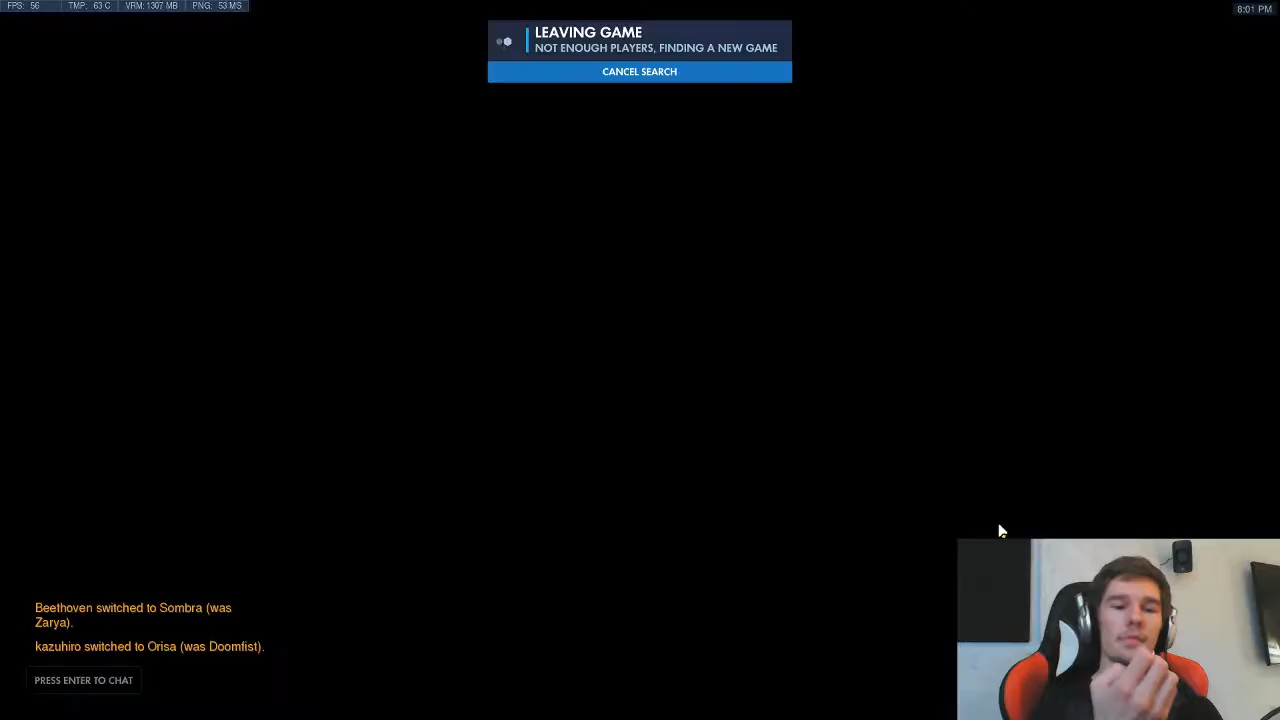 FPS: 56 TMP: 63 C VRM: 1307 MB PNG: 53 MS
8:01 PM
LEAVING GAME
NOT ENOUGH PLAYERS, FINDING A NEW GAME
CANCEL SEARCH
Beethoven switched to Sombra (was
Zarya).
kazuhiro switched to Orisa (was Doomfist).
PRESS ENTER TO CHAT